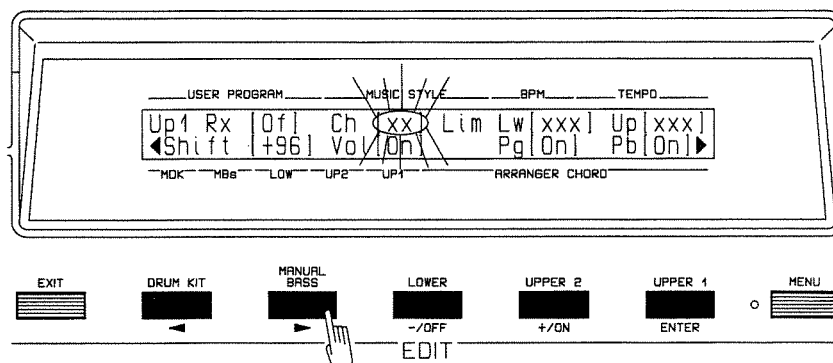 USER PROGRAM MUSIC STYLE BPM TEMPO
Up1 Rx [Of] Ch [xx] Lim Lw[xxx] Up[xxx]
◀Shift [+96] Vol[On] Pg[On] Pb[On]▶
MDK MBs LOW UP2 UP1 ARRANGER CHORD
EXIT DRUM KIT MANUAL BASS LOWER UPPER 2 UPPER 1 MENU
◀ ▶ -/OFF +/ON ENTER
EDIT